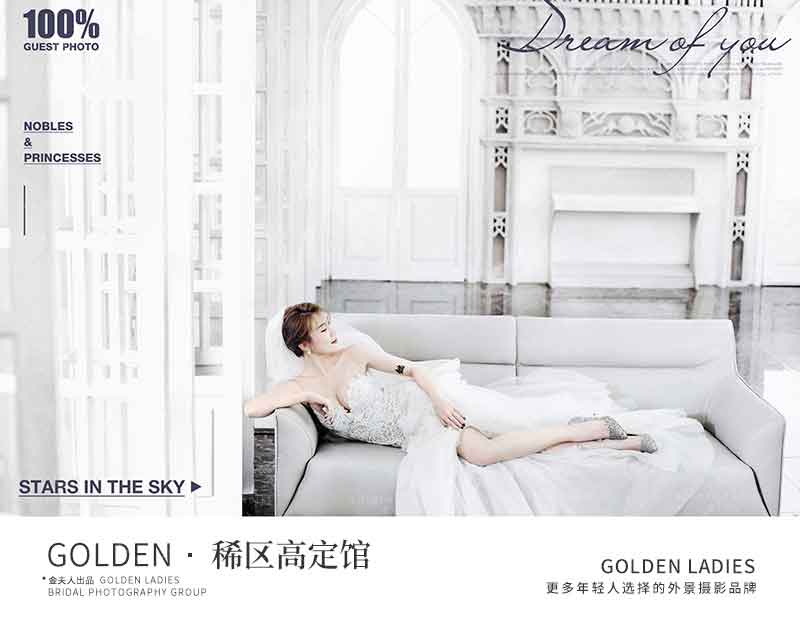 100%
GUEST PHOTO
Dream of you
NOBLES
&
PRINCESSES
STARS IN THE SKY
GOLDEN · 稀区高定馆
*金夫人出品 GOLDEN LADIES
BRIDAL PHOTOGRAPHY GROUP
GOLDEN LADIES
更多年轻人选择的外景摄影品牌